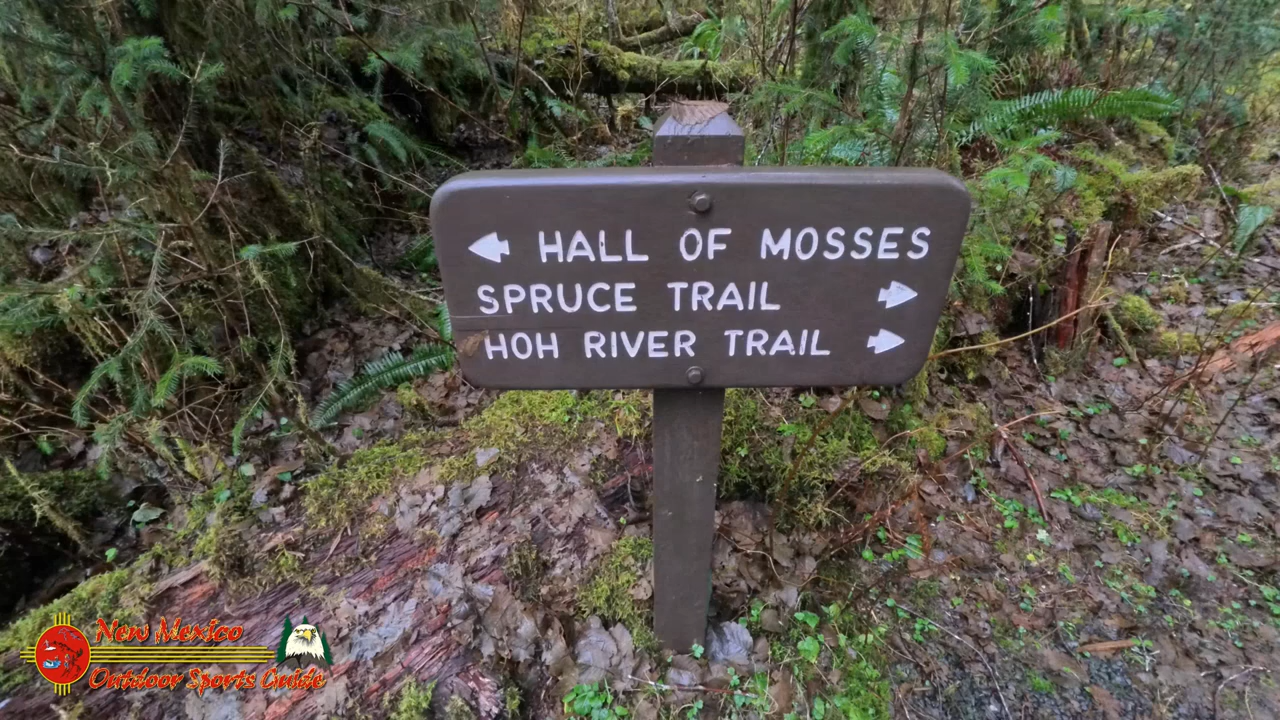 HALL OF MOSSES
SPRUCE TRAIL
HOH RIVER TRAIL
New Mexico
Outdoor Sports Guide